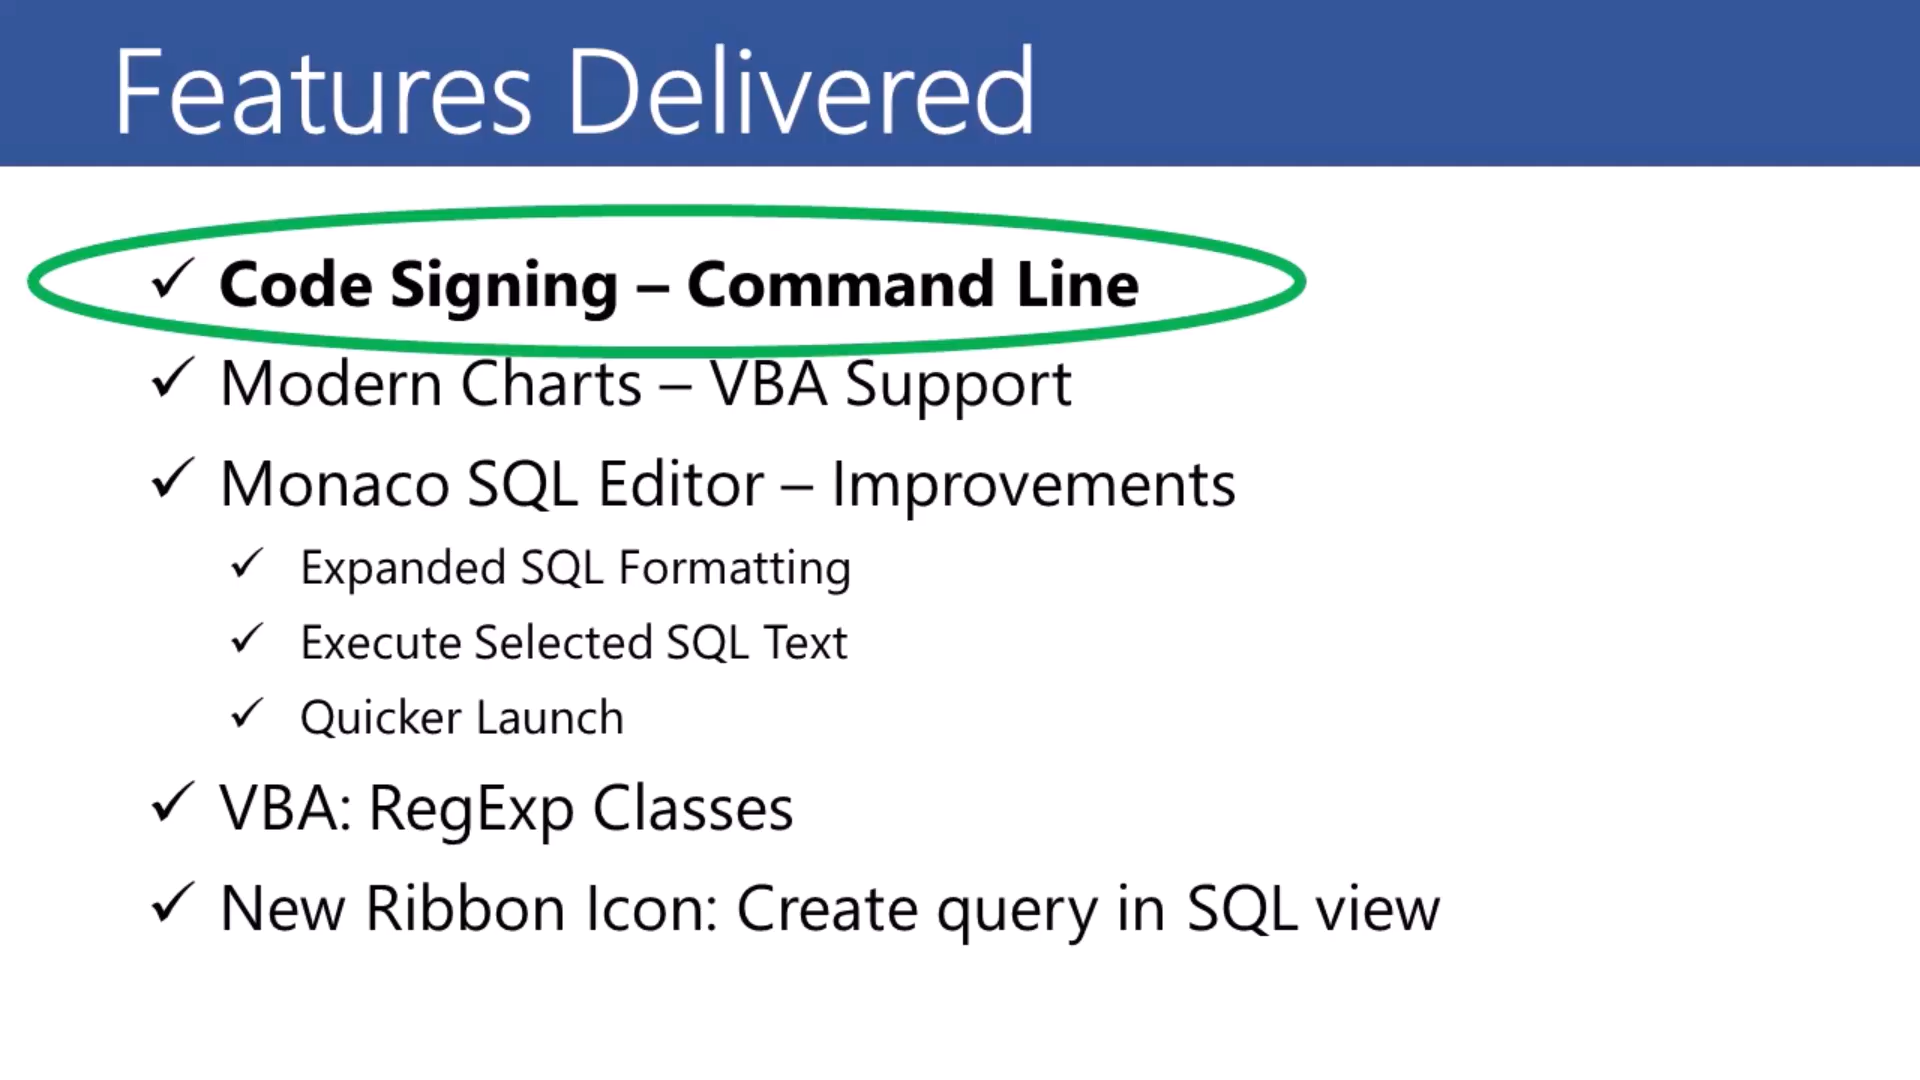 Features Delivered
✓ Code Signing – Command Line
✓ Modern Charts – VBA Support
✓ Monaco SQL Editor – Improvements
✓ Expanded SQL Formatting
✓ Execute Selected SQL Text
✓ Quicker Launch
✓ VBA: RegExp Classes
✓ New Ribbon Icon: Create query in SQL view